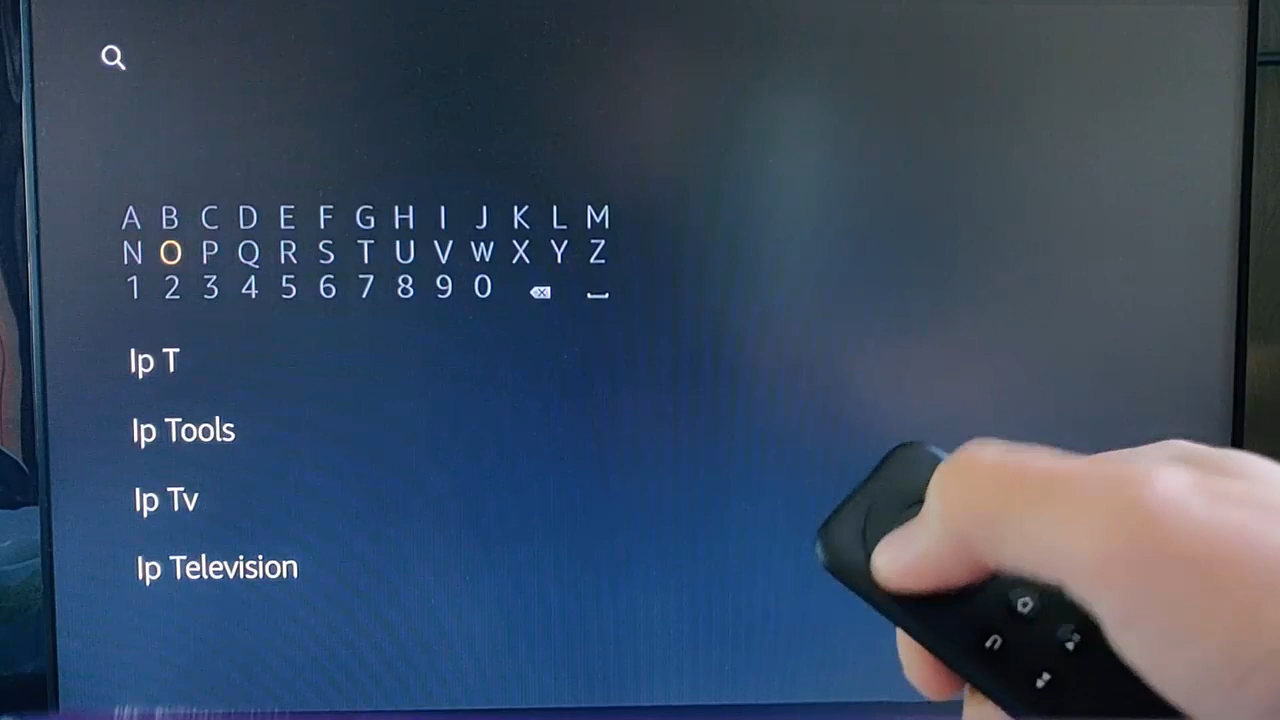 A B C D E F G H I J K L M
N O P Q R S T U V W X Y Z
1 2 3 4 5 6 7 8 9 0
Ip T
Ip Tools
Ip Tv
Ip Television